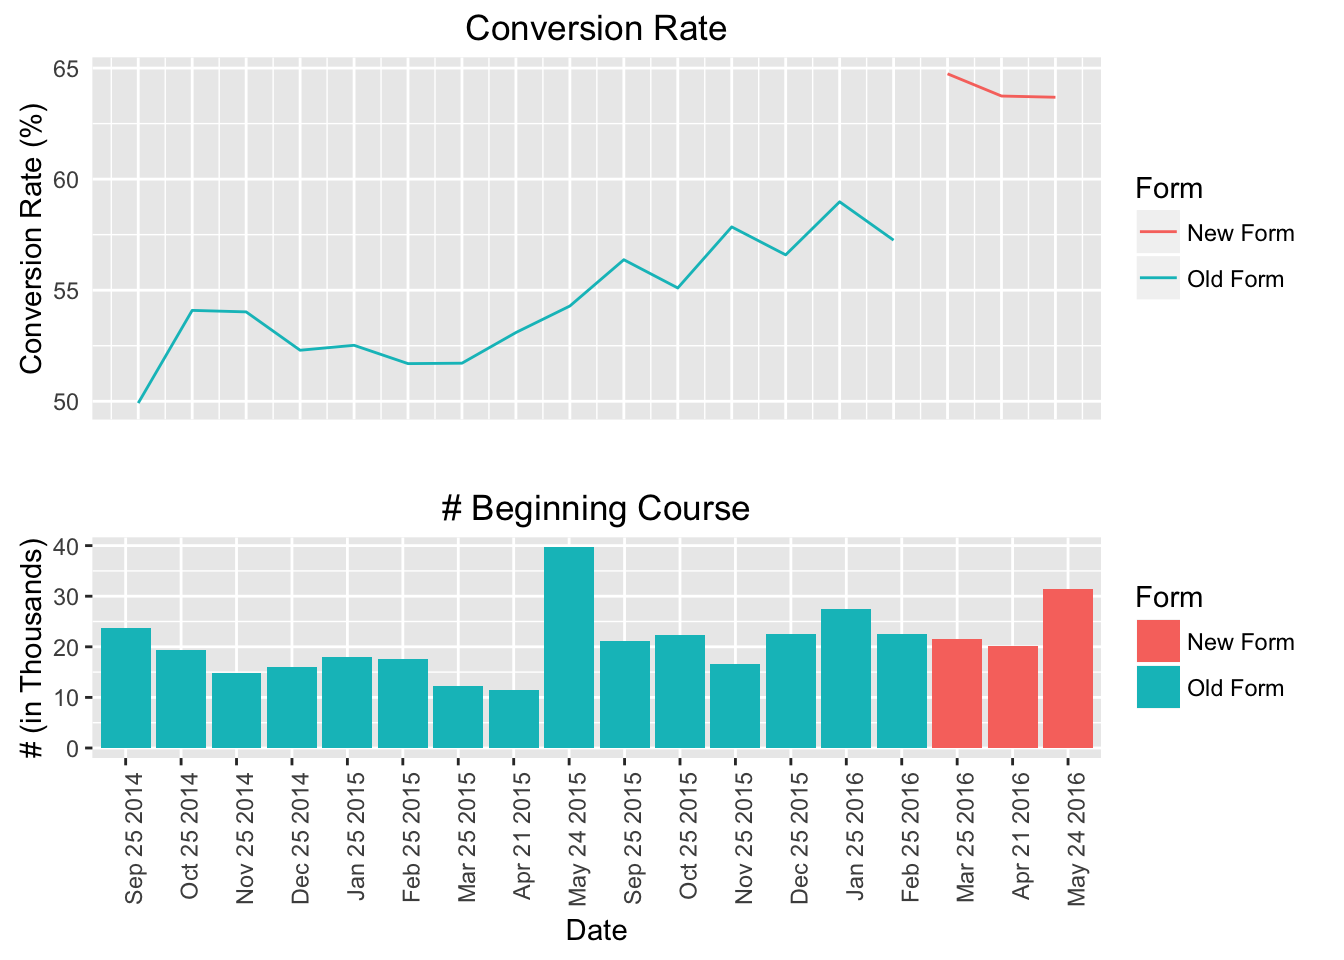 Conversion Rate
Conversion Rate (%)
65
60
55
50
Form
New Form
Old Form
# Beginning Course
# (in Thousands)
40
30
20
10
0
Form
New Form
Old Form
Sep 25 2014
Oct 25 2014
Nov 25 2014
Dec 25 2014
Jan 25 2015
Feb 25 2015
Mar 25 2015
Apr 21 2015
May 24 2015
Sep 25 2015
Oct 25 2015
Nov 25 2015
Dec 25 2015
Jan 25 2016
Feb 25 2016
Mar 25 2016
Apr 21 2016
May 24 2016
Date